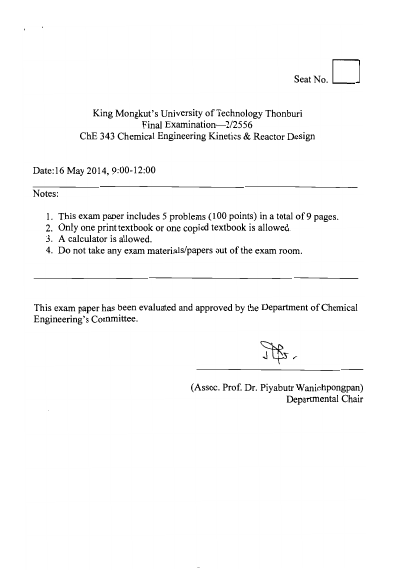 Seat No.
King Mongkut's University of Technology Thonburi
Final Examination—2/2556
ChE 343 Chemical Engineering Kinetics & Reactor Design
Date:16 May 2014, 9:00-12:00
Notes:
1. This exam paper includes 5 problems (100 points) in a total of 9 pages.
2. Only one print textbook or one copied textbook is allowed.
3. A calculator is allowed.
4. Do not take any exam materials/papers out of the exam room.
This exam paper has been evaluated and approved by the Department of Chemical
Engineering's Committee.
(Assoc. Prof. Dr. Piyabutr Wanichpongpan)
Departmental Chair